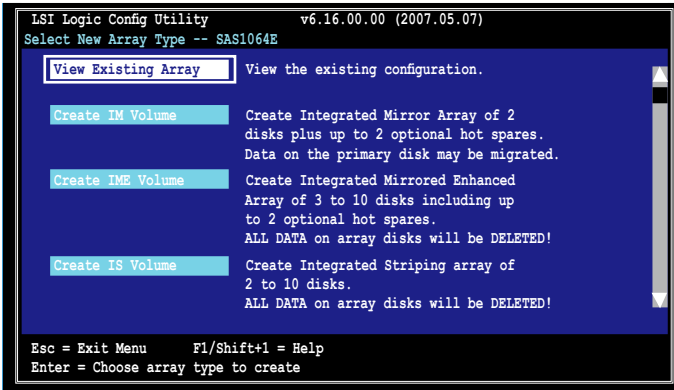 LSI Logic Config Utility v6.16.00.00 (2007.05.07)
Select New Array Type -- SAS1064E
View Existing Array View the existing configuration.
Create IM Volume Create Integrated Mirror Array of 2
disks plus up to 2 optional hot spares.
Data on the primary disk may be migrated.
Create IME Volume Create Integrated Mirrored Enhanced
Array of 3 to 10 disks including up
to 2 optional hot spares.
ALL DATA on array disks will be DELETED!
Create IS Volume Create Integrated Striping array of
2 to 10 disks.
ALL DATA on array disks will be DELETED!
Esc = Exit Menu F1/Shift+1 = Help
Enter = Choose array type to create